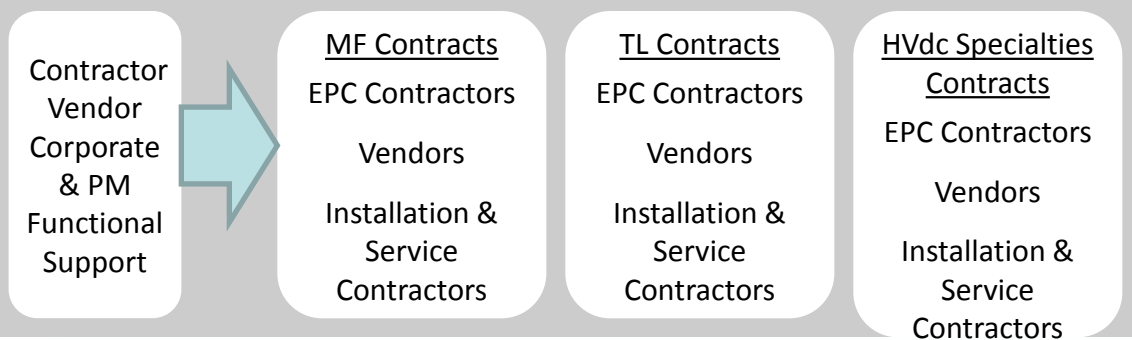 Contractor
Vendor
Corporate
& PM
Functional
Support
MF Contracts
EPC Contractors
Vendors
Installation &
Service
Contractors
TL Contracts
EPC Contractors
Vendors
Installation &
Service
Contractors
HVdc Specialties
Contracts
EPC Contractors
Vendors
Installation &
Service
Contractors